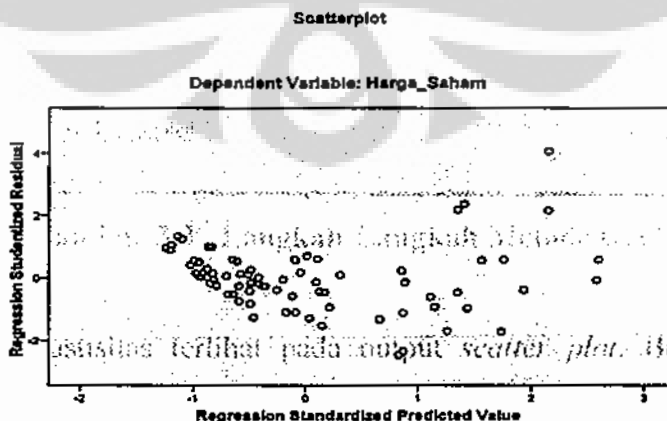 Scatterplot
Dependent Variable: Harga_Saham
Regression Studentized Residual
4
2
Langkah Langkah
0
terlihat pada output scatter plot.
-2
-2 -1 0 1 2 3
Regression Standardized Predicted Value